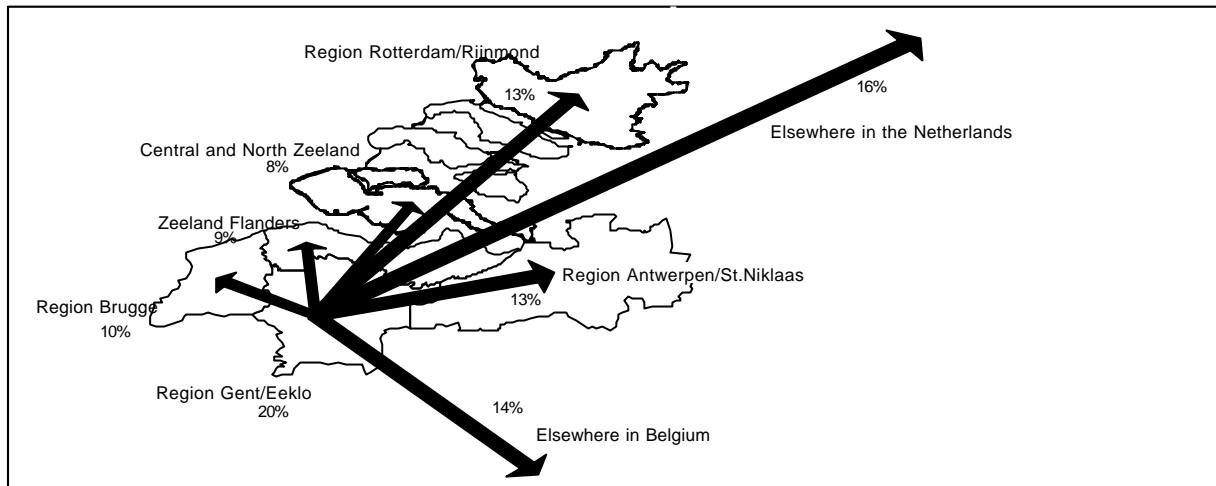 Region Rotterdam/Rijnmond
13%
16%
Elsewhere in the Netherlands
Central and North Zeeland
8%
Zeeland Flanders
9%
Region Antwerpen/St.Niklaas
13%
Region Brugge
10%
Region Gent/Eeklo
20%
14%
Elsewhere in Belgium